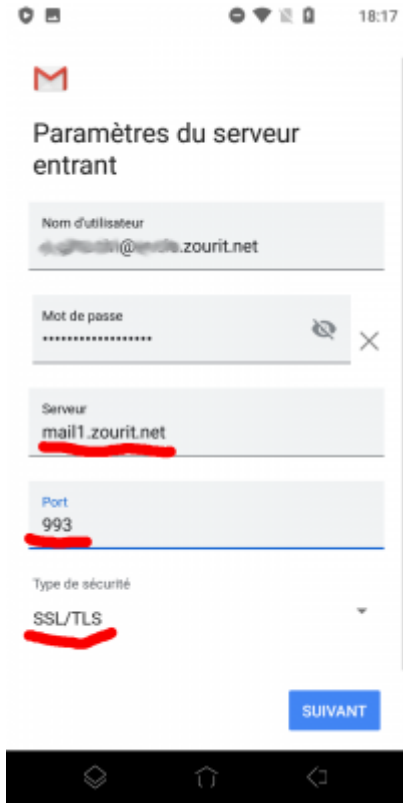 18:17
Paramètres du serveur
entrant
Nom d'utilisateur
@ .zourit.net
Mot de passe
••••••••••••••••••
Serveur
mail1.zourit.net
Port
993
Type de sécurité
SSL/TLS
SUIVANT